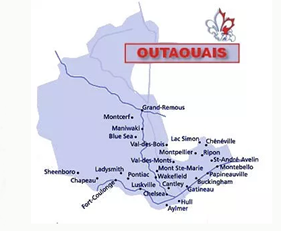 OUTAOUAIS
Grand-Remous
Montcerf
Maniwaki
Blue Sea
Lac Simon
Chénéville
Val-des-Bois
Montpellier
Ripon
Val-des-Monts
St-André-Avelin
Mont Ste-Marie
Montebello
Sheenboro
Ladysmith
Papineauville
Chapeau
Pontiac
Wakefield
Buckingham
Fort-Coulonge
Luskville
Cantley
Gatineau
Chelsea
Hull
Aylmer